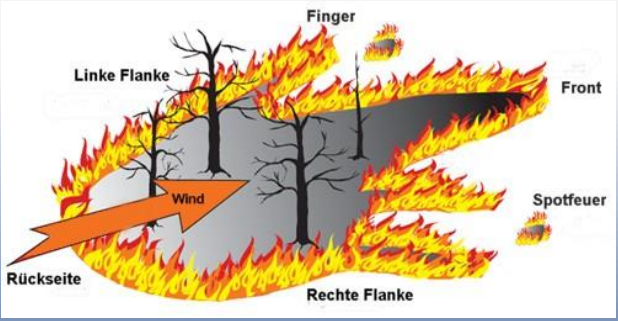 Finger
Linke Flanke
Front
Wind
Spotfeuer
Rückseite
Rechte Flanke